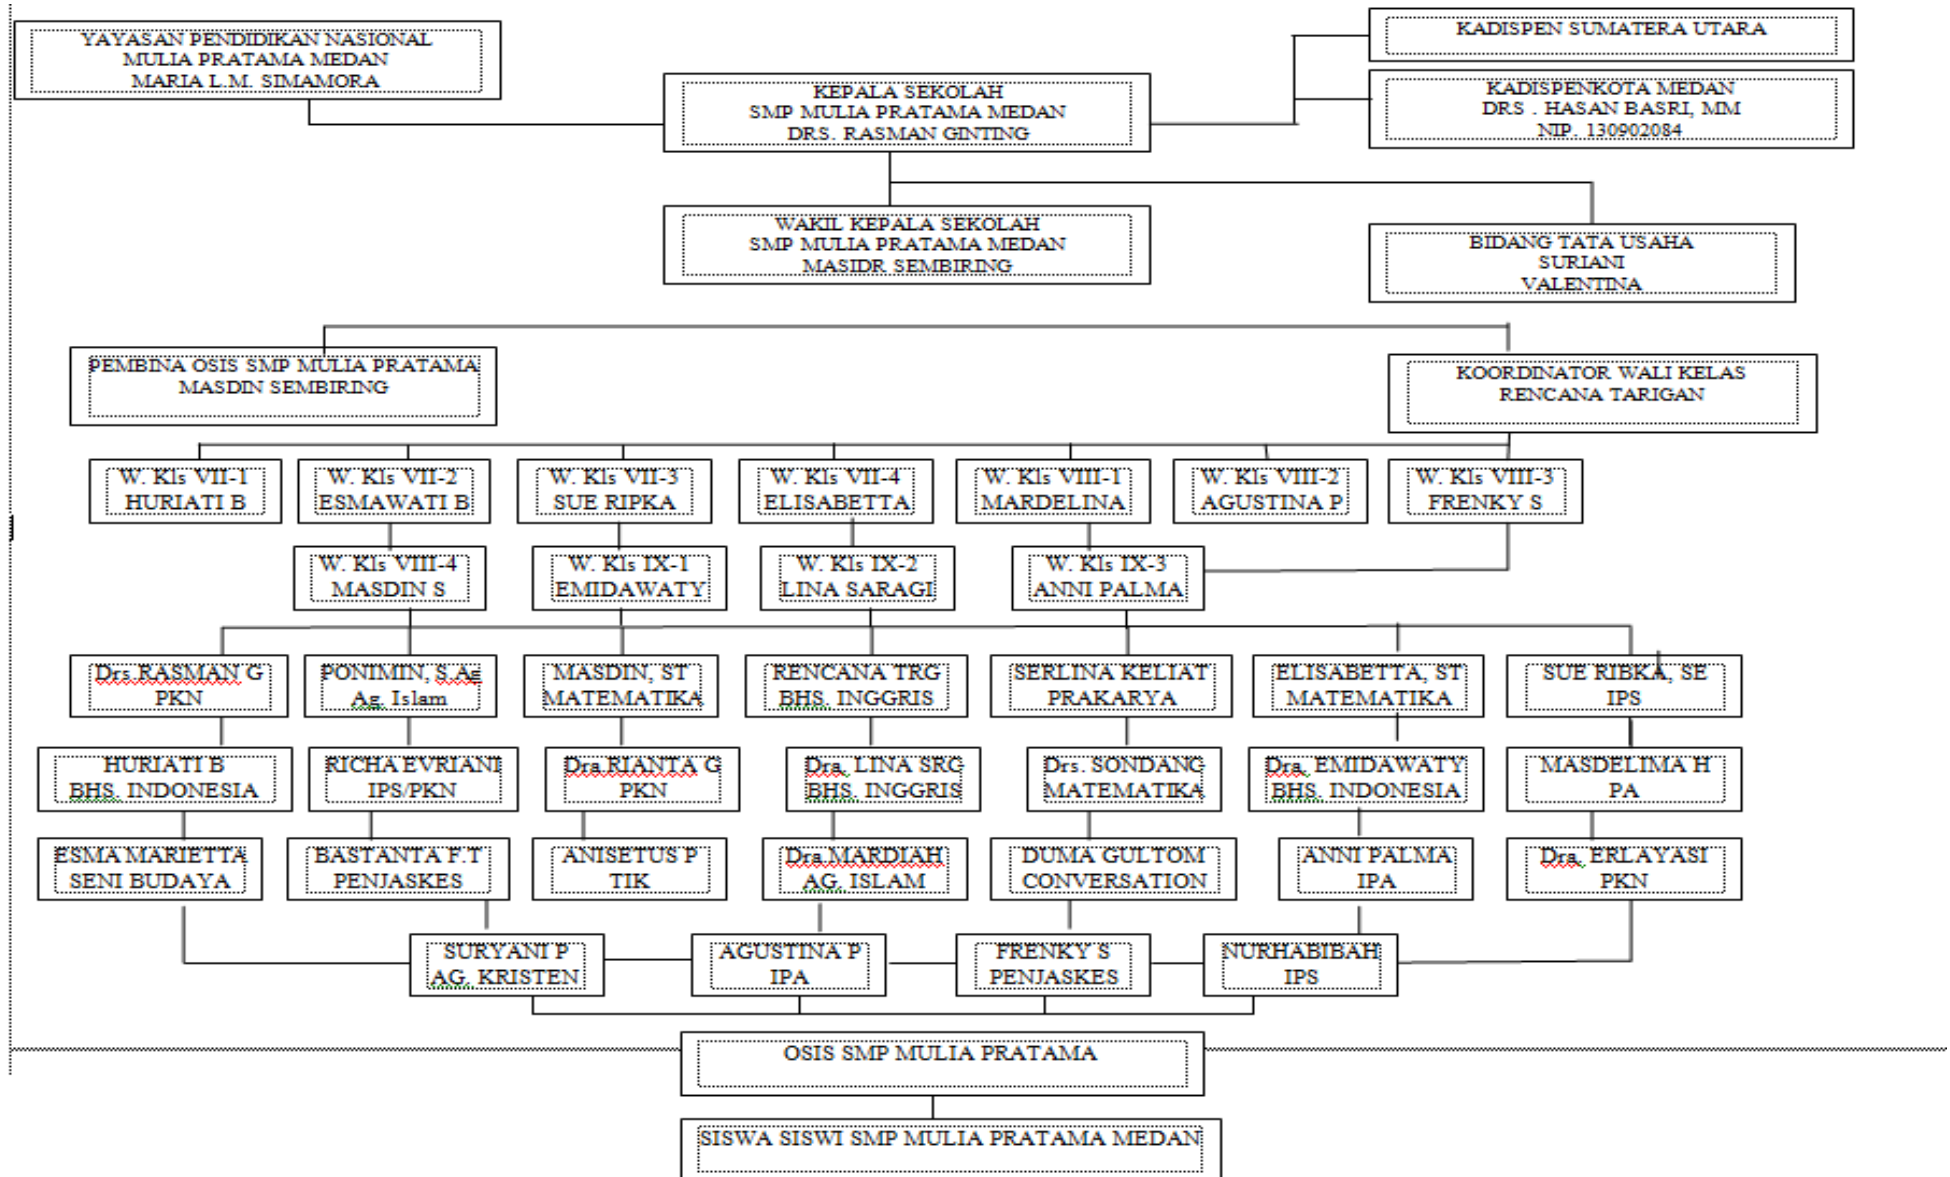 YAYASAN PENDIDIKAN NASIONAL
MULIA PRATAMA MEDAN
MARIA L.M. SIMAMORA
KADISPEN SUMATERA UTARA
KEPALA SEKOLAH
SMP MULIA PRATAMA MEDAN
DRS. RASMAN GINTING
KADISPENKOTA MEDAN
DRS . HASAN BASRI, MM
NIP. 130902084
WAKIL KEPALA SEKOLAH
SMP MULIA PRATAMA MEDAN
MASIDR SEMBIRING
BIDANG TATA USAHA
SURIANI
VALENTINA
PEMBINA OSIS SMP MULIA PRATAMA
MASDIN SEMBIRING
KOORDINATOR WALI KELAS
RENCANA TARIGAN
W. Kls VII-1
HURIATI B
W. Kls VII-2
ESMAWATI B
W. Kls VII-3
SUE RIPKA
W. Kls VII-4
ELISABETTA
W. Kls VIII-1
MARDELINA
W. Kls VIII-2
AGUSTINA P
W. Kls VIII-3
FRENKY S
W. Kls VIII-4
MASDIN S
W. Kls IX-1
EMIDAWATY
W. Kls IX-2
LINA SARAGI
W. Kls IX-3
ANNI PALMA
Drs.RASMAN G
PKN
PONIMIN, S.Ag
Ag. Islam
MASDIN, ST
MATEMATIKA
RENCANA TRG
BHS. INGGRIS
SERLINA KELIAT
PRAKARYA
ELISABETTA, ST
MATEMATIKA
SUE RIBKA, SE
IPS
HURIATI B
BHS. INDONESIA
RICHA EVRIANI
IPS/PKN
Dra.RIANTA G
PKN
Dra. LINA SRG
BHS. INGGRIS
Drs. SONDANG
MATEMATIKA
Dra. EMIDAWATY
BHS. INDONESIA
MASDELIMA H
PA
ESMA MARIETTA
SENI BUDAYA
BASTANTA F.T
PENJASKES
ANISETUS P
TIK
Dra.MARDIAH
AG. ISLAM
DUMA GULTOM
CONVERSATION
ANNI PALMA
IPA
Dra. ERLAYASI
PKN
SURYANI P
AG. KRISTEN
AGUSTINA P
IPA
FRENKY S
PENJASKES
NURHABIBAH
IPS
OSIS SMP MULIA PRATAMA
SISWA SISWI SMP MULIA PRATAMA MEDAN